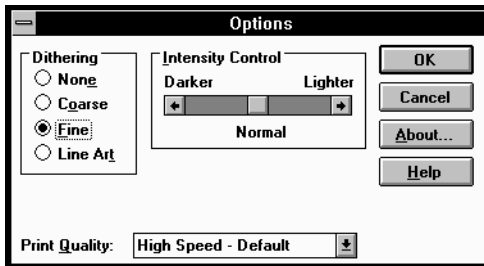 Options
Dithering
None
Coarse
Fine
Line Art
Intensity Control
Darker Lighter
Normal
OK
Cancel
About...
Help
Print Quality: High Speed - Default